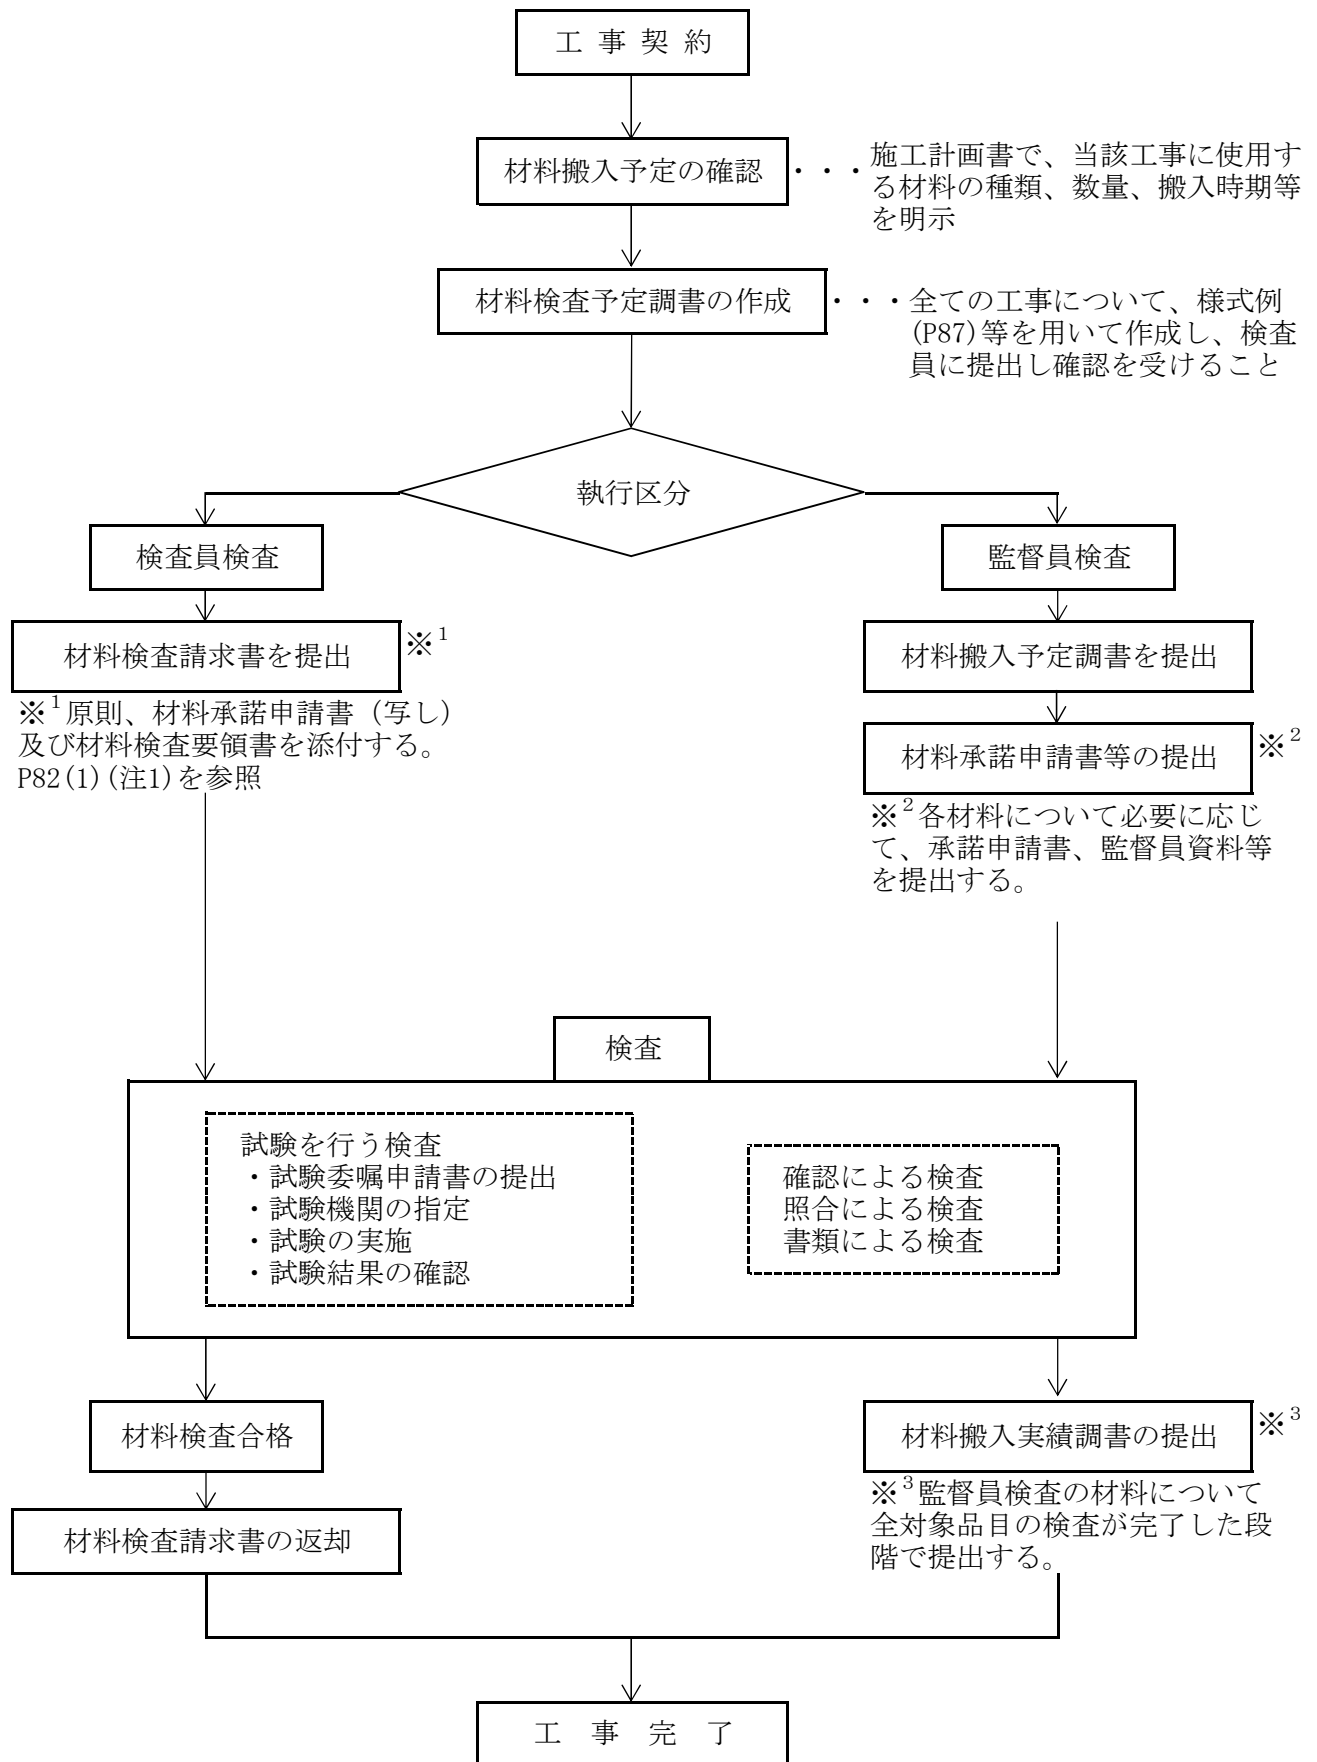 工 事 契 約
材料搬入予定の確認
・・・施工計画書で、当該工事に使用す
る材料の種類、数量、搬入時期等
を明示
材料検査予定調書の作成
・・・全ての工事について、様式例
(P87)等を用いて作成し、検査
員に提出し確認を受けること
執行区分
検査員検査
監督員検査
材料検査請求書を提出
※1
※1原則、材料承諾申請書（写し）
及び材料検査要領書を添付する。
P82(1)(注1)を参照
材料搬入予定調書を提出
材料承諾申請書等の提出
※2
※2各材料について必要に応じ
て、承諾申請書、監督員資料等
を提出する。
検査
試験を行う検査
・試験委嘱申請書の提出
・試験機関の指定
・試験の実施
・試験結果の確認
確認による検査
照合による検査
書類による検査
材料検査合格
材料検査請求書の返却
材料搬入実績調書の提出
※3
※3監督員検査の材料について
全対象品目の検査が完了した段
階で提出する。
工 事 完 了